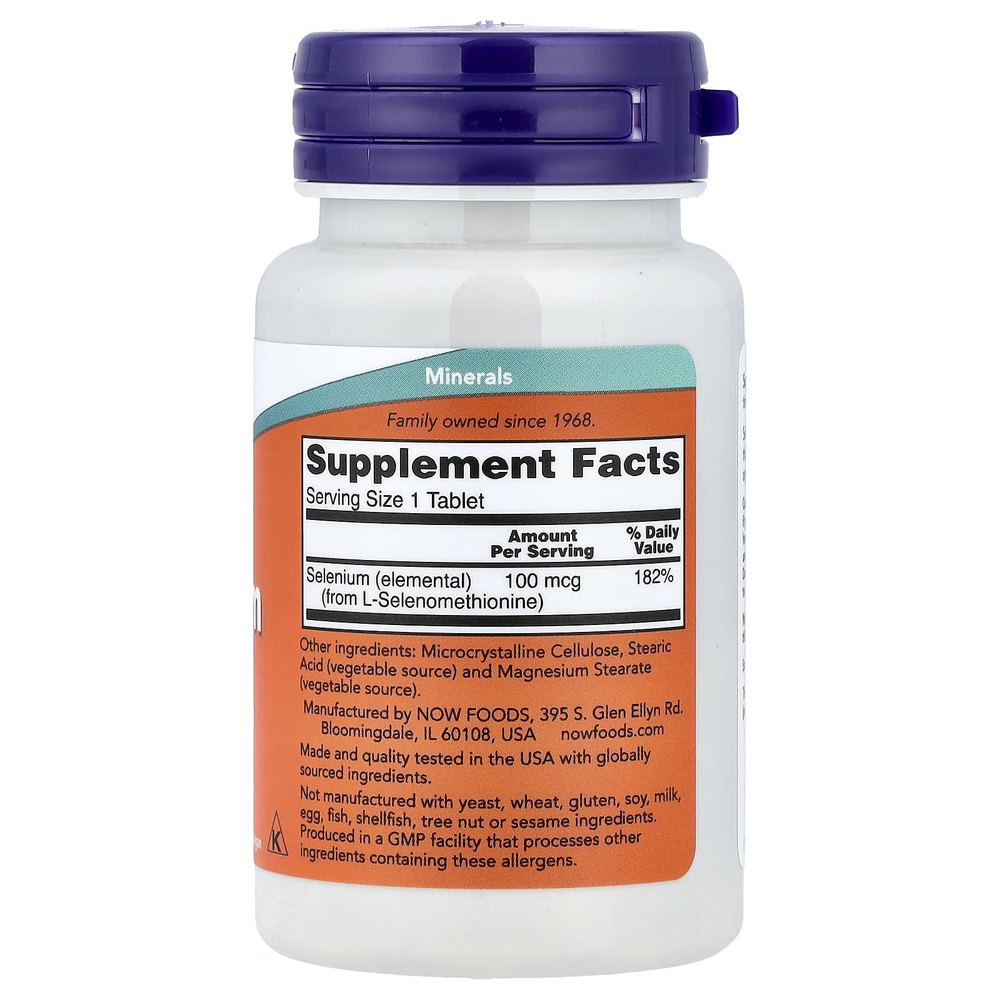 Minerals
Family owned since 1968.
Supplement Facts
Serving Size 1 Tablet
Amount Per Serving
% Daily Value
Selenium (elemental) 100 mcg 182%
(from L-Selenomethionine)
Other ingredients: Microcrystalline Cellulose, Stearic
Acid (vegetable source) and Magnesium Stearate
(vegetable source).
Manufactured by NOW FOODS, 395 S. Glen Ellyn Rd.
Bloomingdale, IL 60108, USA nowfoods.com
Made and quality tested in the USA with globally
sourced ingredients.
Not manufactured with yeast, wheat, gluten, soy, milk,
egg, fish, shellfish, tree nut or sesame ingredients.
Produced in a GMP facility that processes other
ingredients containing these allergens.
K